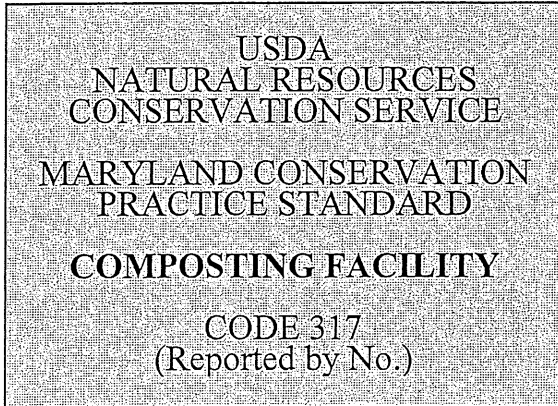 USDA
NATURAL RESOURCES
CONSERVATION SERVICE
MARYLAND CONSERVATION
PRACTICE STANDARD
COMPOSTING FACILITY
CODE 317
(Reported by No.)